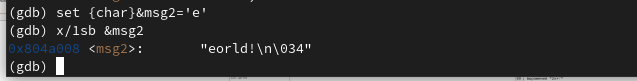 (gdb) set {char}&msg2='e'
(gdb) x/1sb &msg2
0x804a008 <msg2>:       "eorld!\n\034"
(gdb)